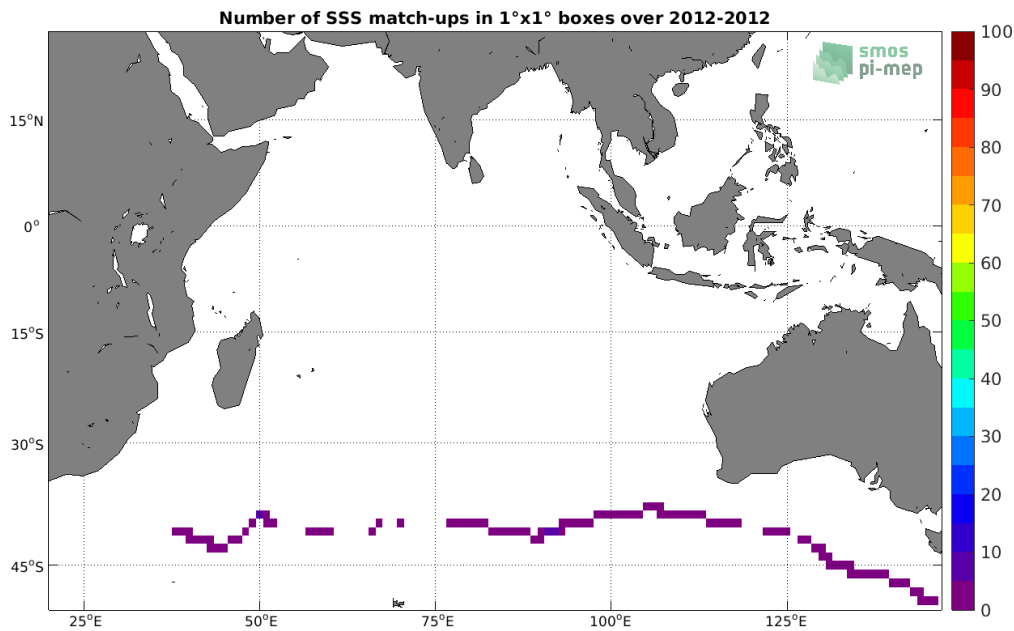 Number of SSS match-ups in 1°x1° boxes over 2012-2012
smos
pi-mep
15°N
0°
15°S
30°S
45°S
25°E
50°E
75°E
100°E
125°E
100
90
80
70
60
50
40
30
20
10
0